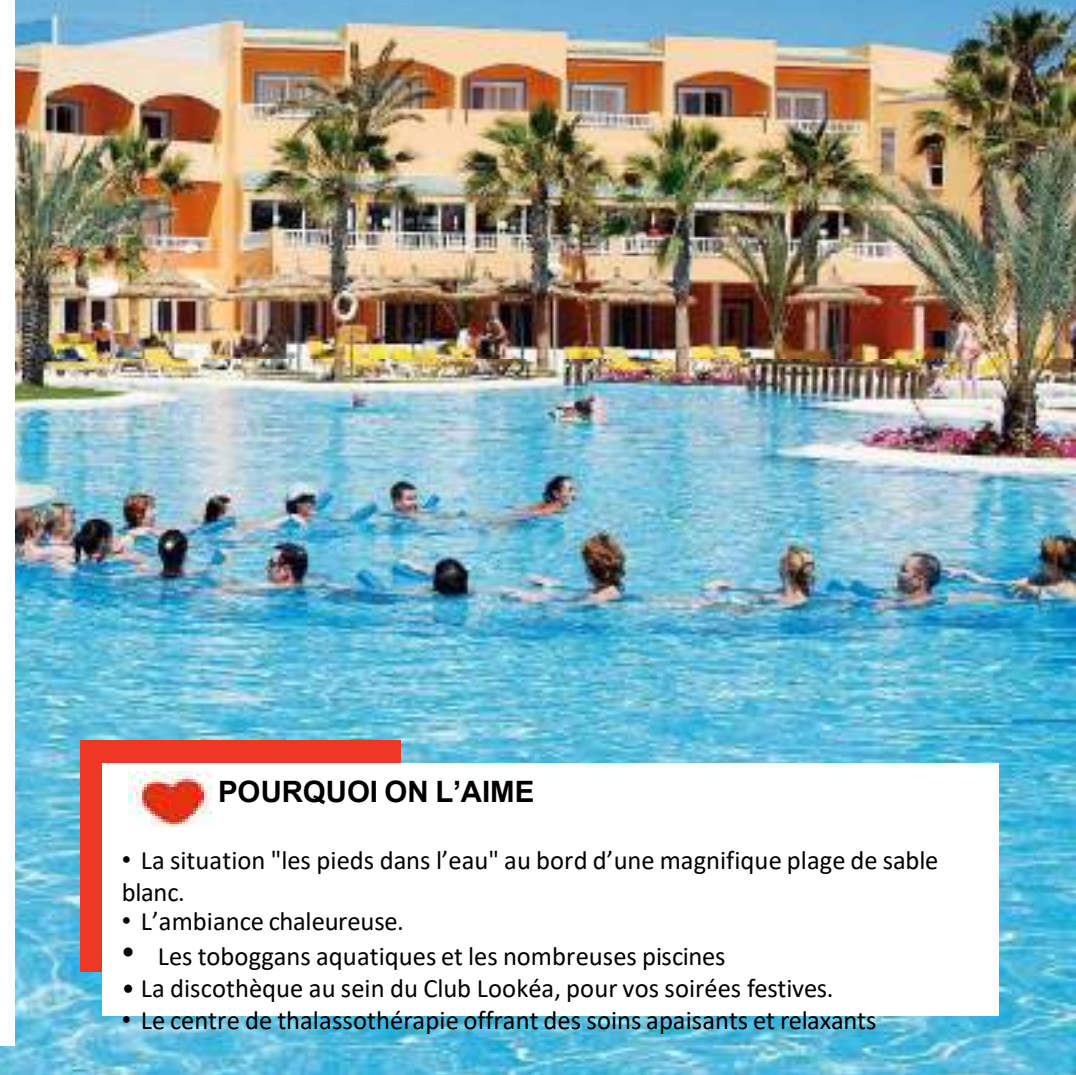 POURQUOI ON L’AIME
• La situation "les pieds dans l’eau" au bord d’une magnifique plage de sable
blanc.
• L’ambiance chaleureuse.
• Les toboggans aquatiques et les nombreuses piscines
• La discothèque au sein du Club Lookéa, pour vos soirées festives.
• Le centre de thalassothérapie offrant des soins apaisants et relaxants